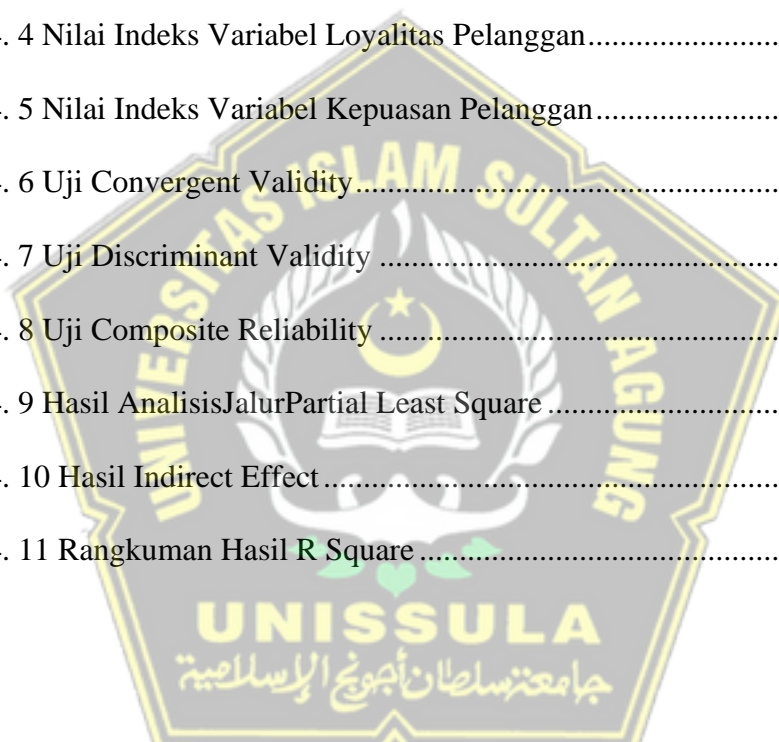 . 4 Nilai Indeks Variabel Loyalitas Pelanggan........................
. 5 Nilai Indeks Variabel Kepuasan Pelanggan.......................
. 6 Uji Convergent Validity.....................................................
. 7 Uji Discriminant Validity ..................................................
. 8 Uji Composite Reliability ..................................................
. 9 Hasil AnalisisJalurPartial Least Square .............................
. 10 Hasil Indirect Effect .........................................................
. 11 Rangkuman Hasil R Square .............................................
UNIVERSITAS ISLAM SULTAN AGUNG
UNISSULA
جامعة سلطان أجونج الإسلامية